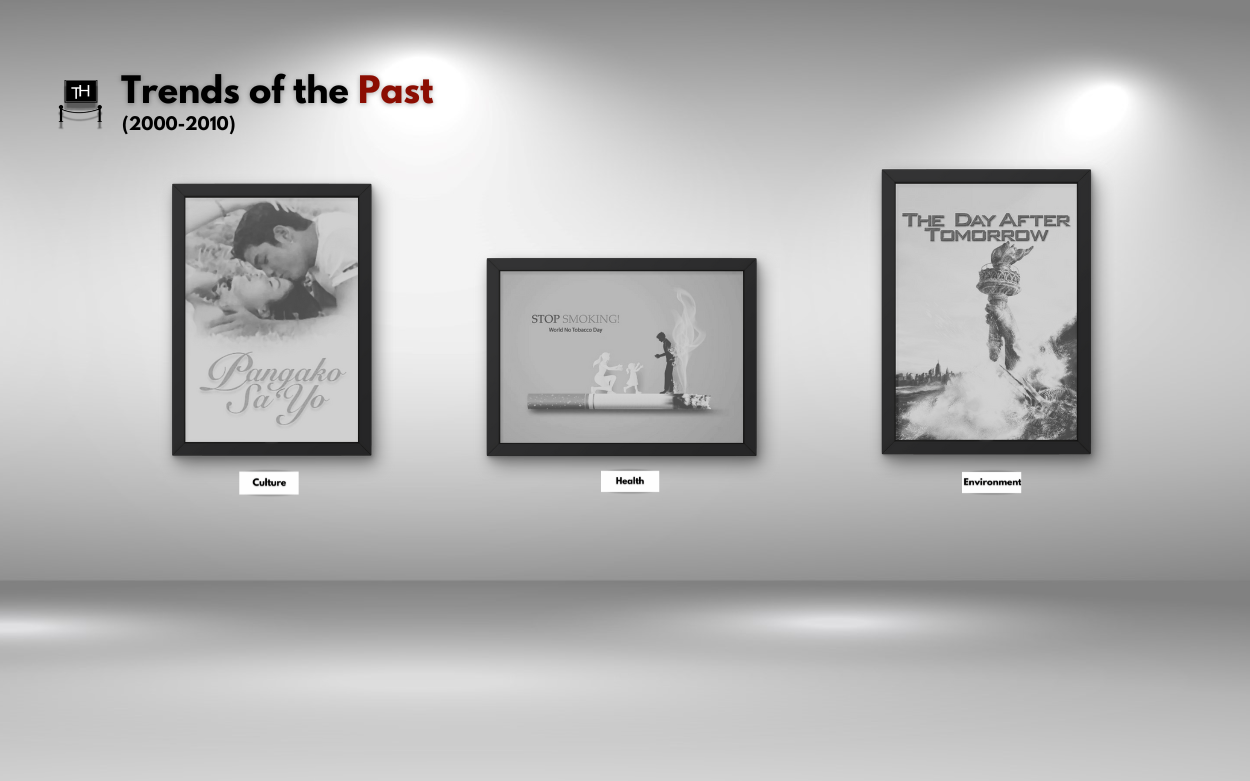 TH
Trends of the Past
(2000-2010)
Pangako
Sa Yo
Culture
STOP SMOKING!
World No Tobacco Day
Health
THE DAY AFTER
TOMORROW
Environment